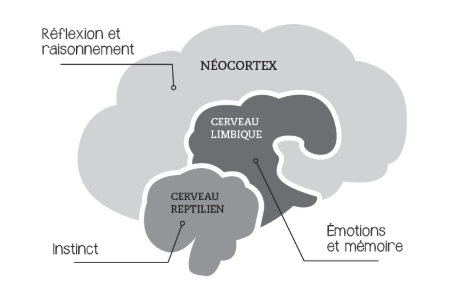 Réflexion et
raisonnement
NÉOCORTEX
CERVEAU
LIMBIQUE
CERVEAU
REPTILIEN
Émotions
et mémoire
Instinct